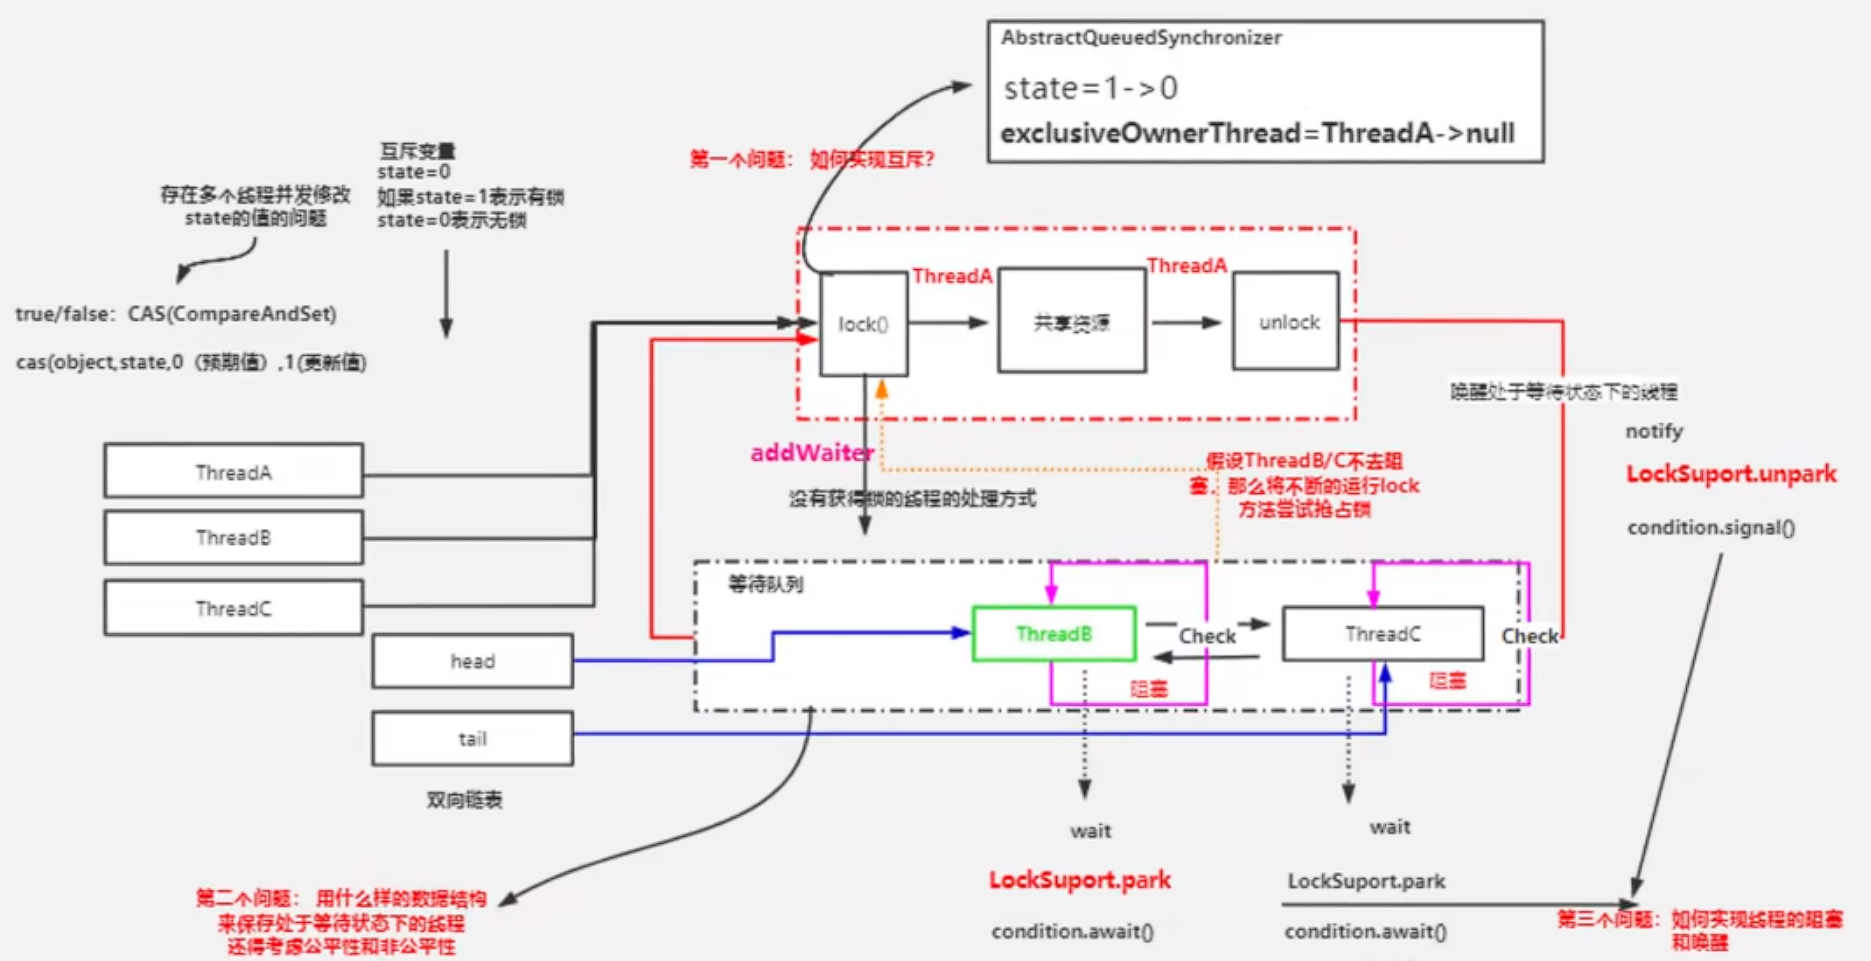 AbstractQueuedSynchronizer
state=1->0
exclusiveOwnerThread=ThreadA->null
第一个问题： 如何实现互斥?
互斥变量
state=0
如果state=1表示有锁
state=0表示无锁
存在多个线程并发修改
state的值的问题
true/false：CAS(CompareAndSet)
cas(object,state,0（预期值）,1(更新值)
lock()
ThreadA
共享资源
ThreadA
unlock
唤醒处于等待状态下的线程
notify
LockSuport.unpark
condition.signal()
addWaiter
没有获得锁的线程的处理方式
假设ThreadB/C不去阻
塞，那么将不断的运行lock
方法尝试抢占锁
ThreadA
ThreadB
ThreadC
head
tail
双向链表
等待队列
ThreadB
Check
阻塞
ThreadC
Check
阻塞
wait
LockSuport.park
condition.await()
wait
LockSuport.park
condition.await()
第二个问题： 用什么样的数据结构
来保存处于等待状态下的线程
还得考虑公平性和非公平性
第三个问题：如何实现线程的阻塞
和唤醒